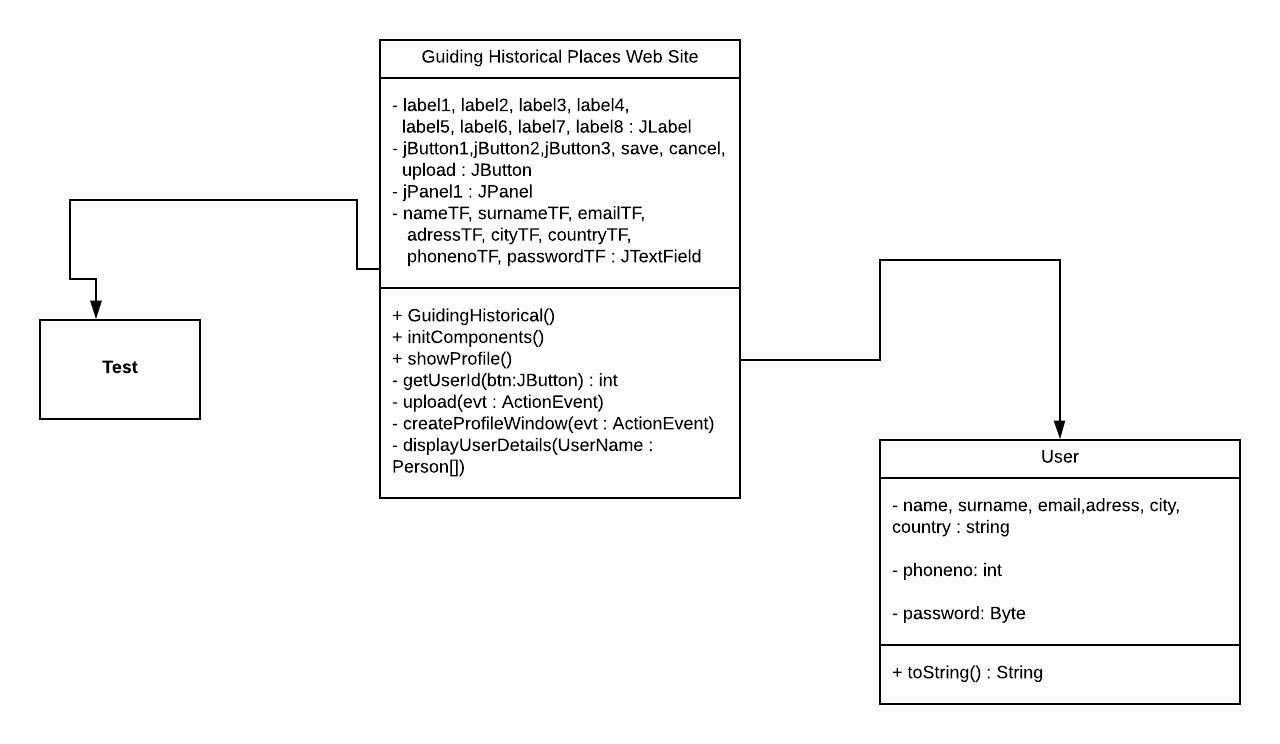 Guiding Historical Places Web Site
- label1, label2, label3, label4,
label5, label6, label7, label8 : JLabel
- jButton1,jButton2,jButton3, save, cancel,
upload : JButton
- jPanel1 : JPanel
- nameTF, surnameTF, emailTF,
adressTF, cityTF, countryTF,
phonenoTF, passwordTF : JTextField
+ GuidingHistorical()
+ initComponents()
+ showProfile()
- getUserId(btn:JButton) : int
- upload(evt : ActionEvent)
- createProfileWindow(evt : ActionEvent)
- displayUserDetails(UserName :
Person[])
Test
User
- name, surname, email,adress, city,
country : string
- phoneno: int
- password: Byte
+ toString() : String